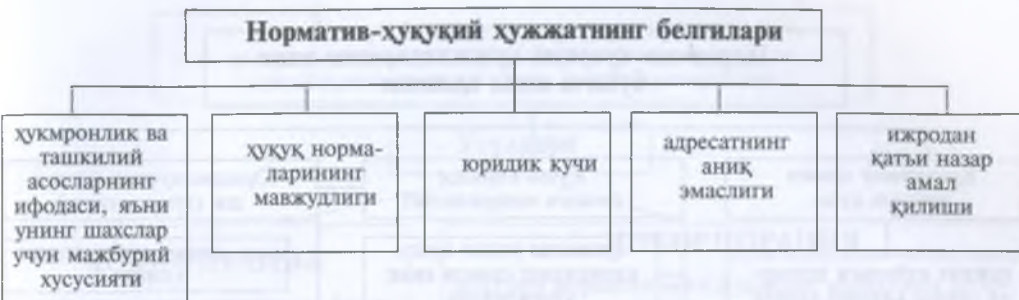 Норматив-ҳуқуқий ҳужжатнинг белгилари
ҳукмронлик ва
ташкилий
асосларнинг
ифодаси, яъни
унинг шахслар
учун мажбурий
хусусияти
ҳуқуқ норма-
ларининг
мавжудлиги
юридик кучи
адресатнинг
аниқ
эмаслиги
ижродан
қатъи назар
амал
қилиши